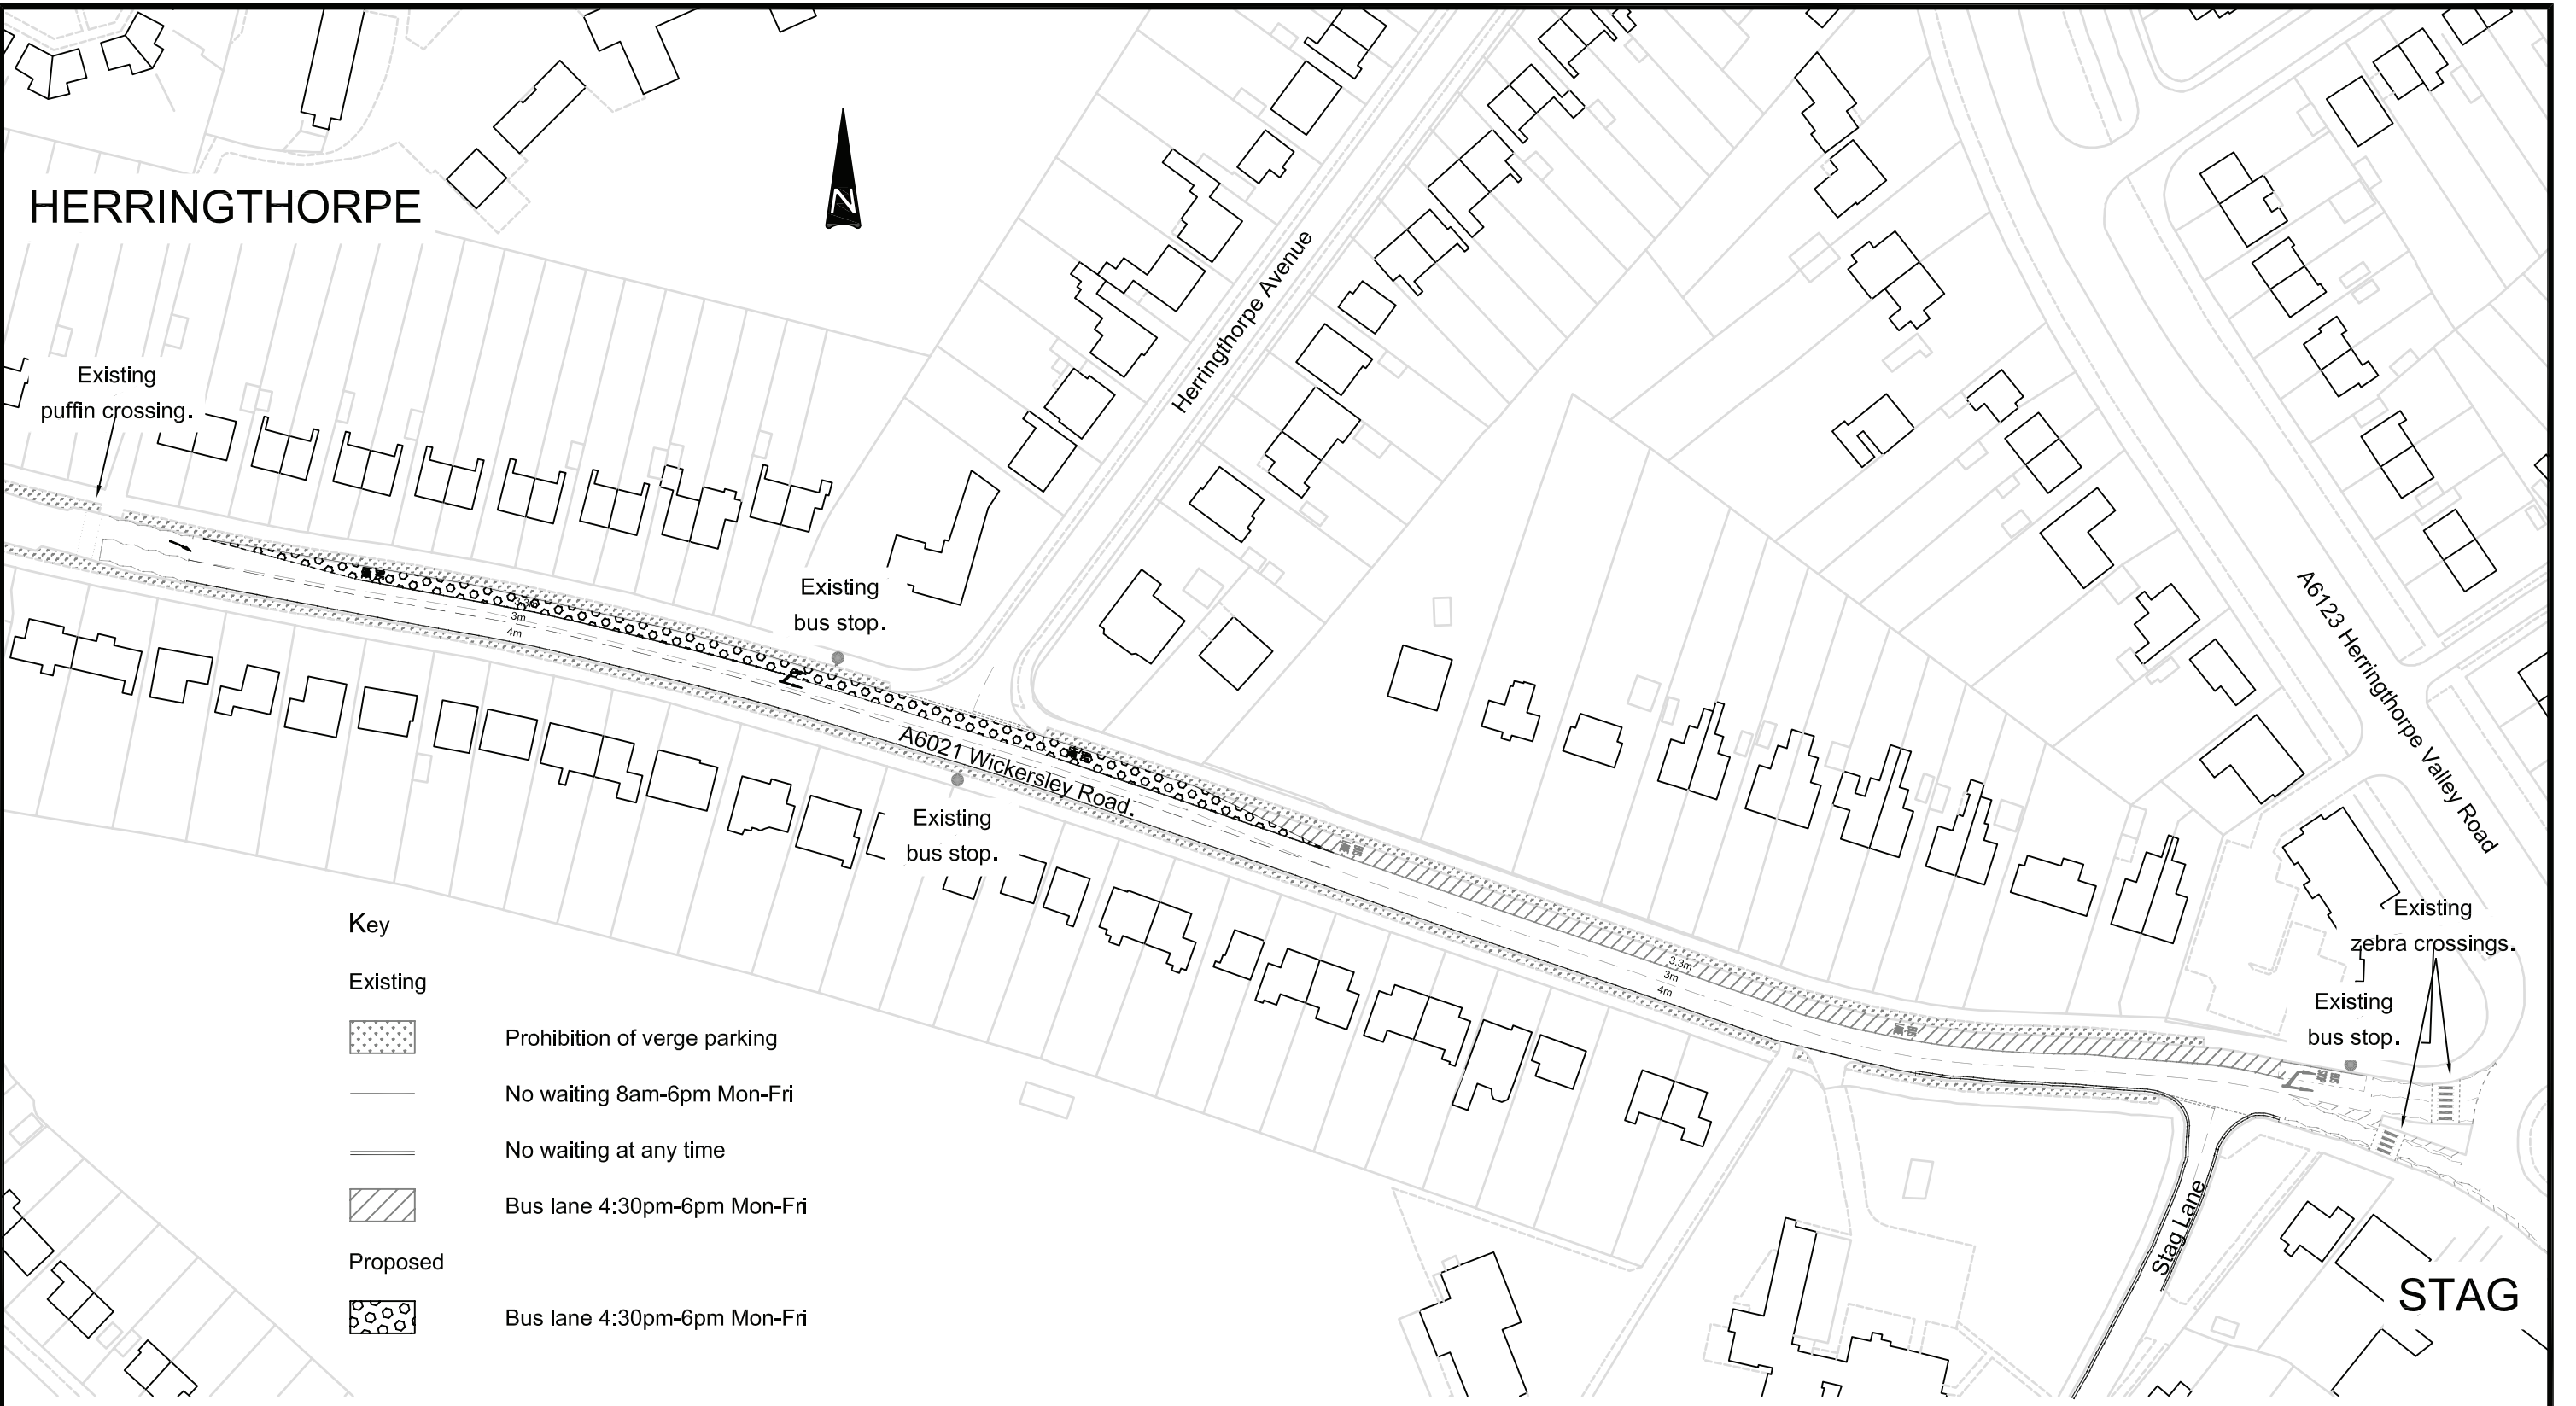 N
HERRINGTHORPE
Herringthorpe Avenue
Existing
puffin crossing.
Existing
bus stop.
A6123 Herringthorpe Valley Road
3m
4m
A6021 Wickersley Road.
Existing
bus stop.
Existing
zebra crossings.
3.3m
3m
4m
Existing
bus stop.
BUS
STOP
Stag Lane
STAG
Key
Existing
Prohibition of verge parking
No waiting 8am-6pm Mon-Fri
No waiting at any time
Bus lane 4:30pm-6pm Mon-Fri
Proposed
Bus lane 4:30pm-6pm Mon-Fri